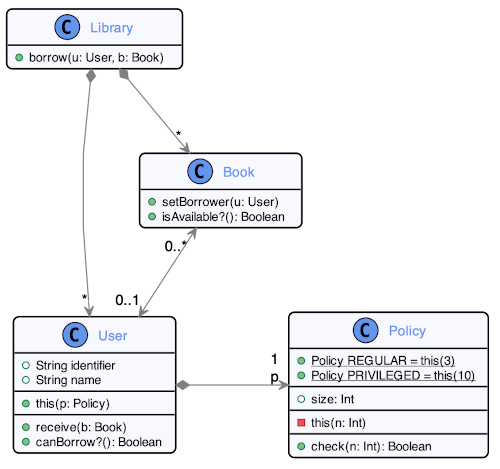 C Library
borrow(u: User, b: Book)
*
C Book
setBorrower(u: User)
isAvailable?(): Boolean
0..*
*
0..1
C User
String identifier
String name
this(p: Policy)
receive(b: Book)
canBorrow?(): Boolean
1
p
C Policy
Policy REGULAR = this(3)
Policy PRIVILEGED = this(10)
size: Int
this(n: Int)
check(n: Int): Boolean